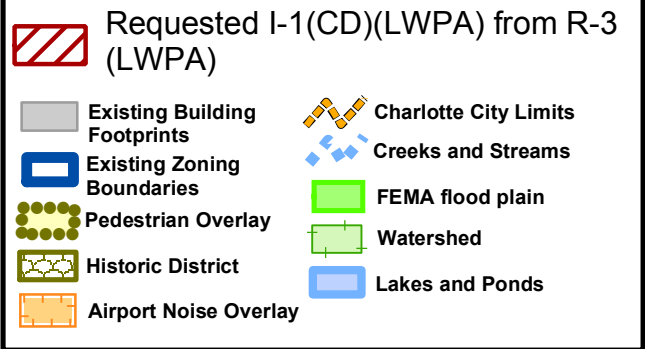 Requested I-1(CD)(LWPA) from R-3
(LWPA)
Existing Building
Footprints
Existing Zoning
Boundaries
Pedestrian Overlay
Historic District
Airport Noise Overlay
Charlotte City Limits
Creeks and Streams
FEMA flood plain
Watershed
Lakes and Ponds